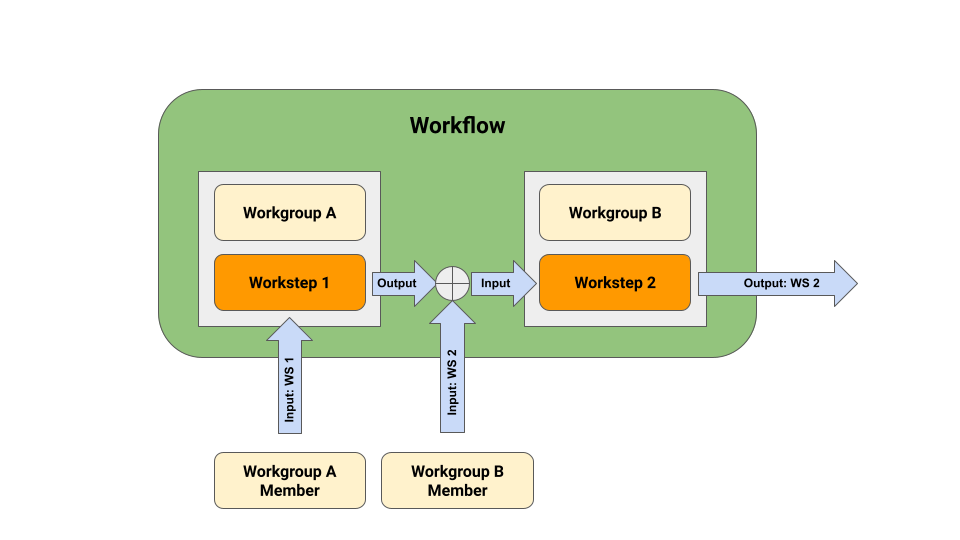 Workflow
Workgroup A
Workgroup B
Workstep 1
Output
Input
Workstep 2
Output: WS 2
Input: WS 1
Input: WS 2
Workgroup A
Member
Workgroup B
Member